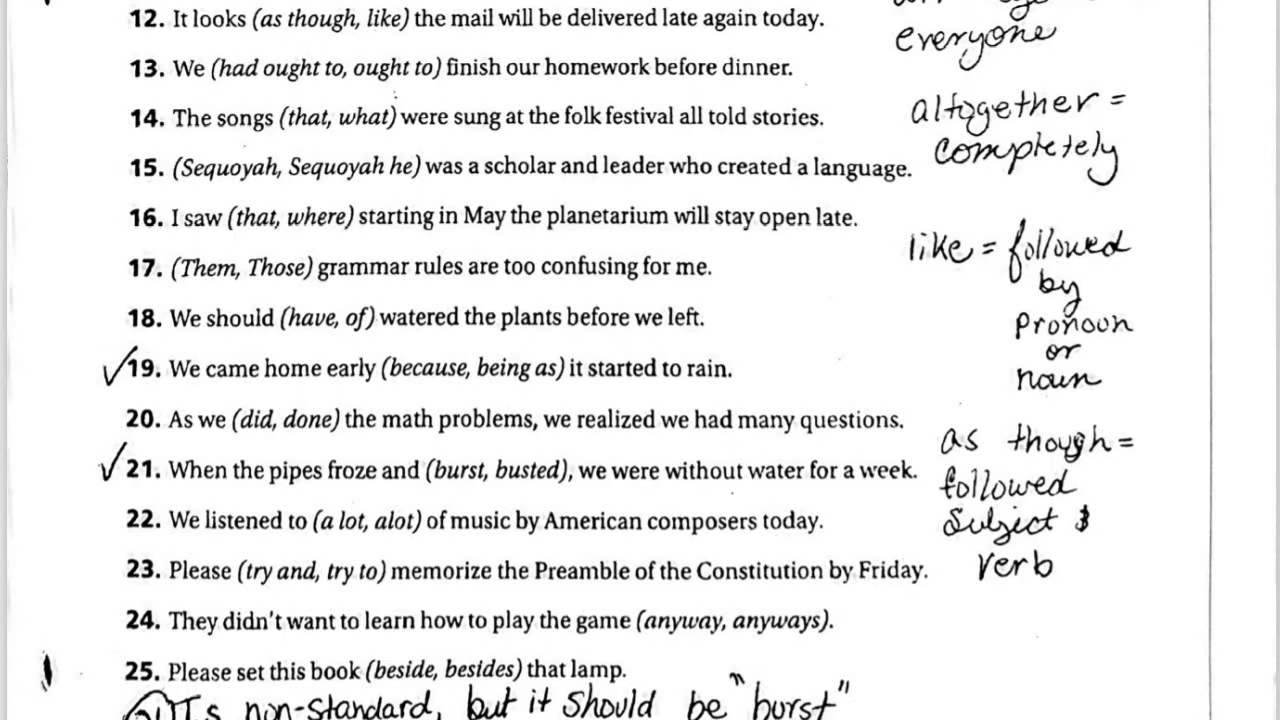 12. It looks (as though, like) the mail will be delivered late again today.
everyone
13. We (had ought to, ought to) finish our homework before dinner.
altogether =
completely
14. The songs (that, what) were sung at the folk festival all told stories.
15. (Sequoyah, Sequoyah he) was a scholar and leader who created a language.
16. I saw (that, where) starting in May the planetarium will stay open late.
like = followed
by
pronoun
or
noun
17. (Them, Those) grammar rules are too confusing for me.
18. We should (have, of) watered the plants before we left.
✓19. We came home early (because, being as) it started to rain.
20. As we (did, done) the math problems, we realized we had many questions.
as though =
followed
Subject &
verb
✓21. When the pipes froze and (burst, busted), we were without water for a week.
22. We listened to (a lot, alot) of music by American composers today.
23. Please (try and, try to) memorize the Preamble of the Constitution by Friday.
24. They didn't want to learn how to play the game (anyway, anyways).
25. Please set this book (beside, besides) that lamp.
Is non-standard, but it should be "burst"